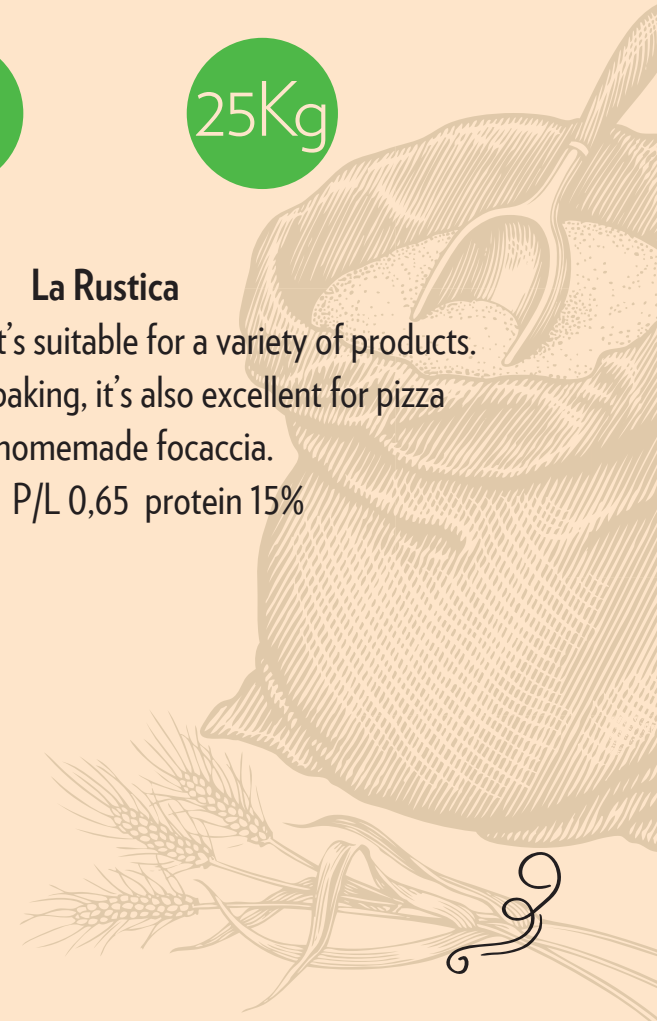 25Kg
La Rustica
t's suitable for a variety of products.
baking, it's also excellent for pizza
homemade focaccia.
P/L 0,65 protein 15%